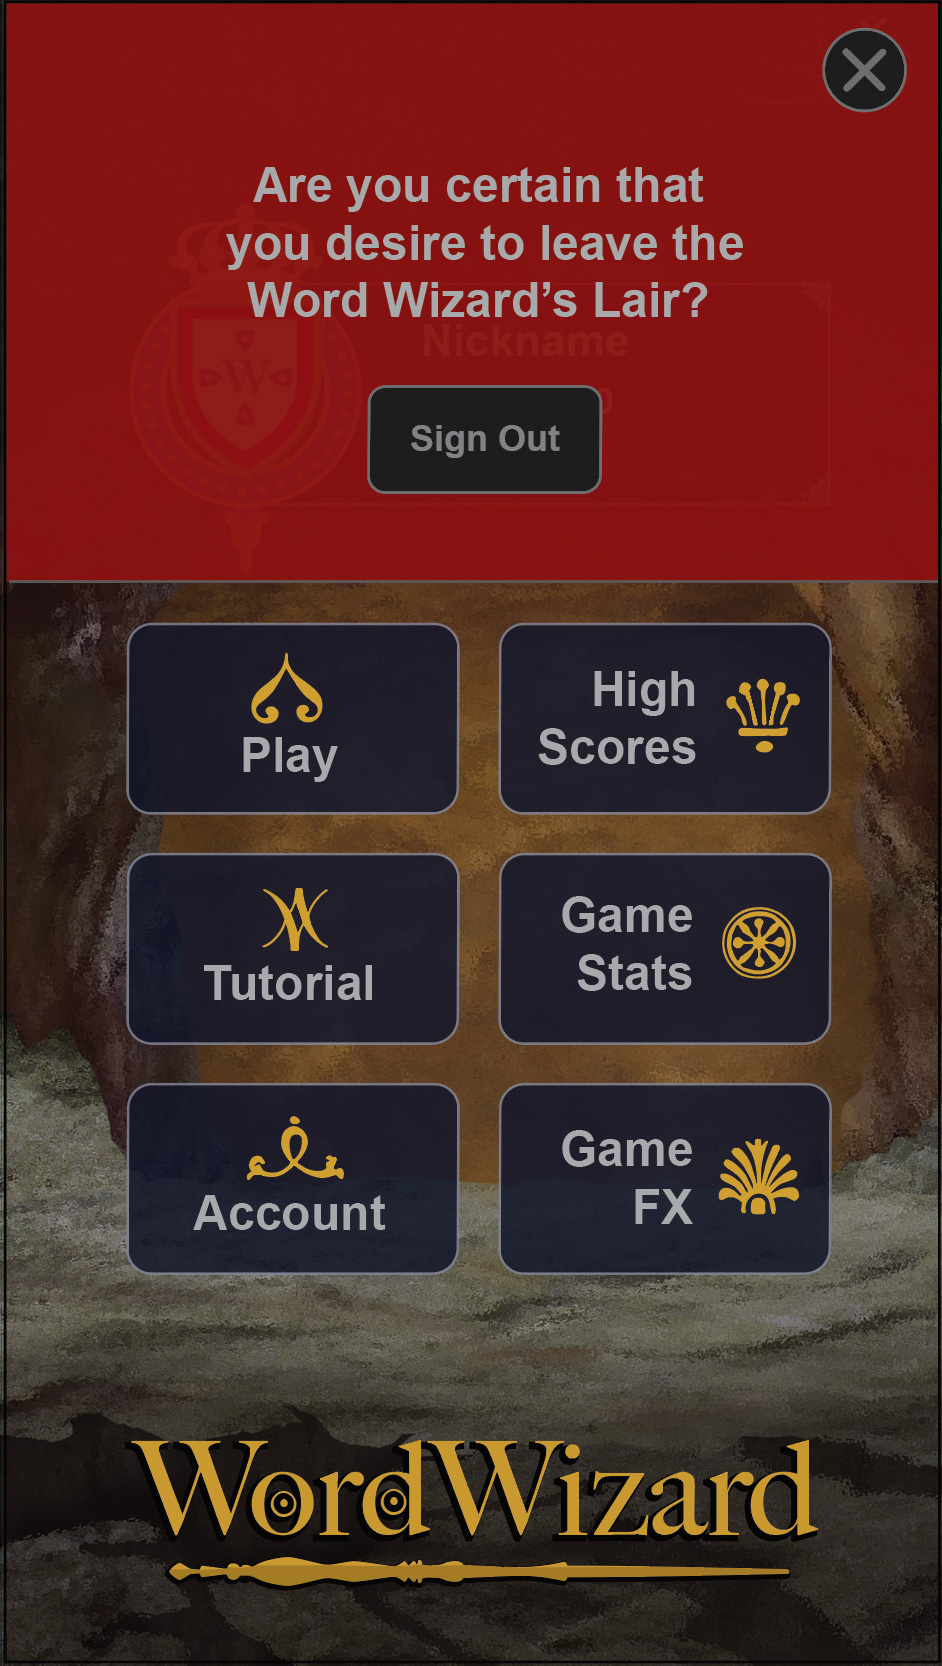 Are you certain that
you desire to leave the
Word Wizard’s Lair?
Nickname
W
Sign Out
Play
High
Scores
Tutorial
Game
Stats
Account
Game
FX
WordWizard